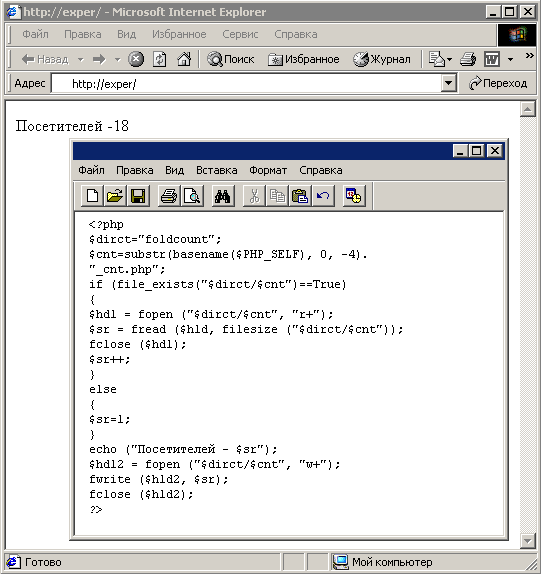 http://exper/ - Microsoft Internet Explorer
Файл Правка Вид Избранное Сервис Справка
Назад Поиск Избранное Журнал W »
Адрес http://exper/ Переход
Посетителей -18
Файл Правка Вид Вставка Формат Справка
<?php
$dirct="foldcount";
$cnt=substr(basename($PHP_SELF), 0, -4).
"_cnt.php";
if (file_exists("$dirct/$cnt")==True)
{
$hdl = fopen ("$dirct/$cnt", "r+");
$sr = fread ($hld, filesize ("$dirct/$cnt"));
fclose ($hdl);
$sr++;
}
else
{
$sr=1;
}
echo ("Посетителей - $sr");
$hdl2 = fopen ("$dirct/$cnt", "w+");
fwrite ($hld2, $sr);
fclose ($hld2);
?>
Готово Мой компьютер